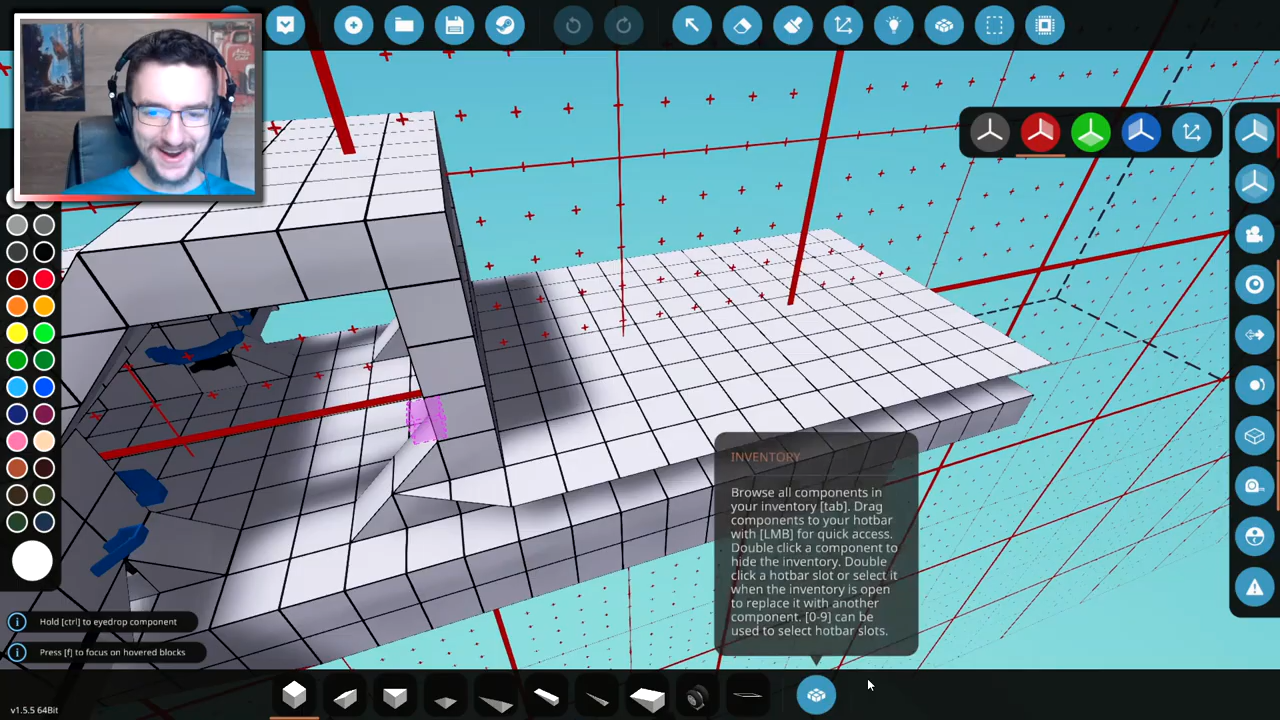 INVENTORY
Browse all components in
your inventory [tab]. Drag
components to your hotbar
with [LMB] for quick access.
Double click a component to
hide the inventory. Double
click a hotbar slot or select it
when the inventory is open
to replace it with another
component. [0-9] can be
used to select hotbar slots.
Hold [ctrl] to eyedrop component
Press [f] to focus on hovered blocks
v1.5.5 64Bit